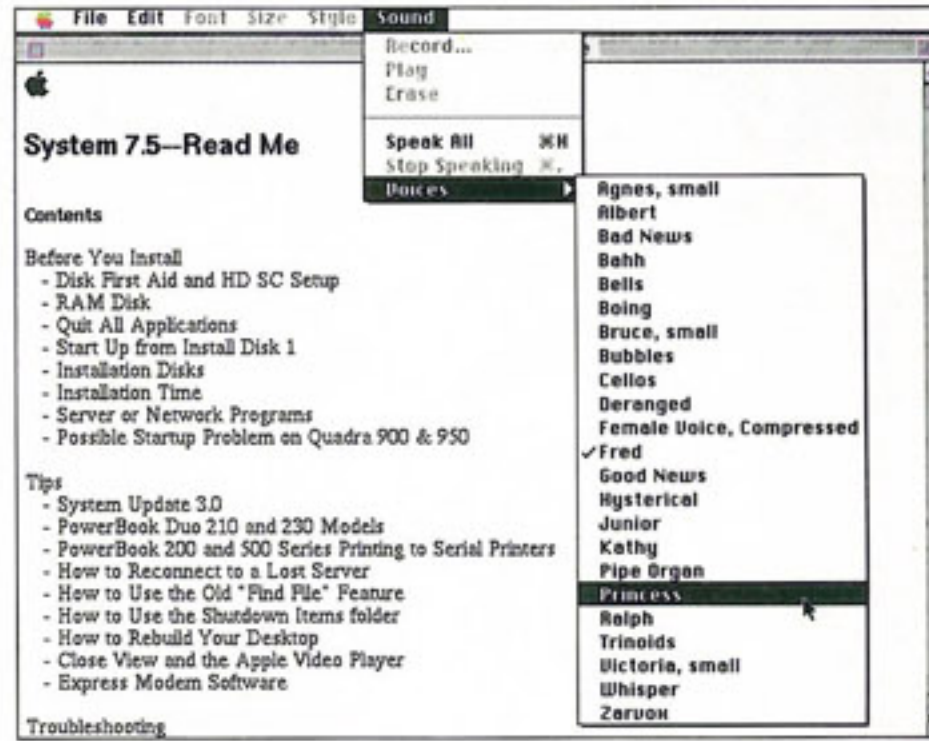 File Edit Font Size Style Sound
Record...
Play
Erase
Speak All ⌘H
Stop Speaking ⌘.
Voices
Agnes, small
Albert
Bad News
Bahh
Bells
Boing
Bruce, small
Bubbles
Cellos
Deranged
Female Voice, Compressed
✓Fred
Good News
Hysterical
Junior
Kathy
Pipe Organ
Princess
Ralph
Trinoids
Victoria, small
Whisper
Zarvox
System 7.5—Read Me
Contents
Before You Install
- Disk First Aid and HD SC Setup
- RAM Disk
- Quit All Applications
- Start Up from Install Disk 1
- Installation Disks
- Installation Time
- Server or Network Programs
- Possible Startup Problem on Quadra 900 & 950
Tips
- System Update 3.0
- PowerBook Duo 210 and 230 Models
- PowerBook 200 and 500 Series Printing to Serial Printers
- How to Reconnect to a Lost Server
- How to Use the Old "Find File" Feature
- How to Use the Shutdown Items folder
- How to Rebuild Your Desktop
- Close View and the Apple Video Player
- Express Modem Software
Troubleshooting